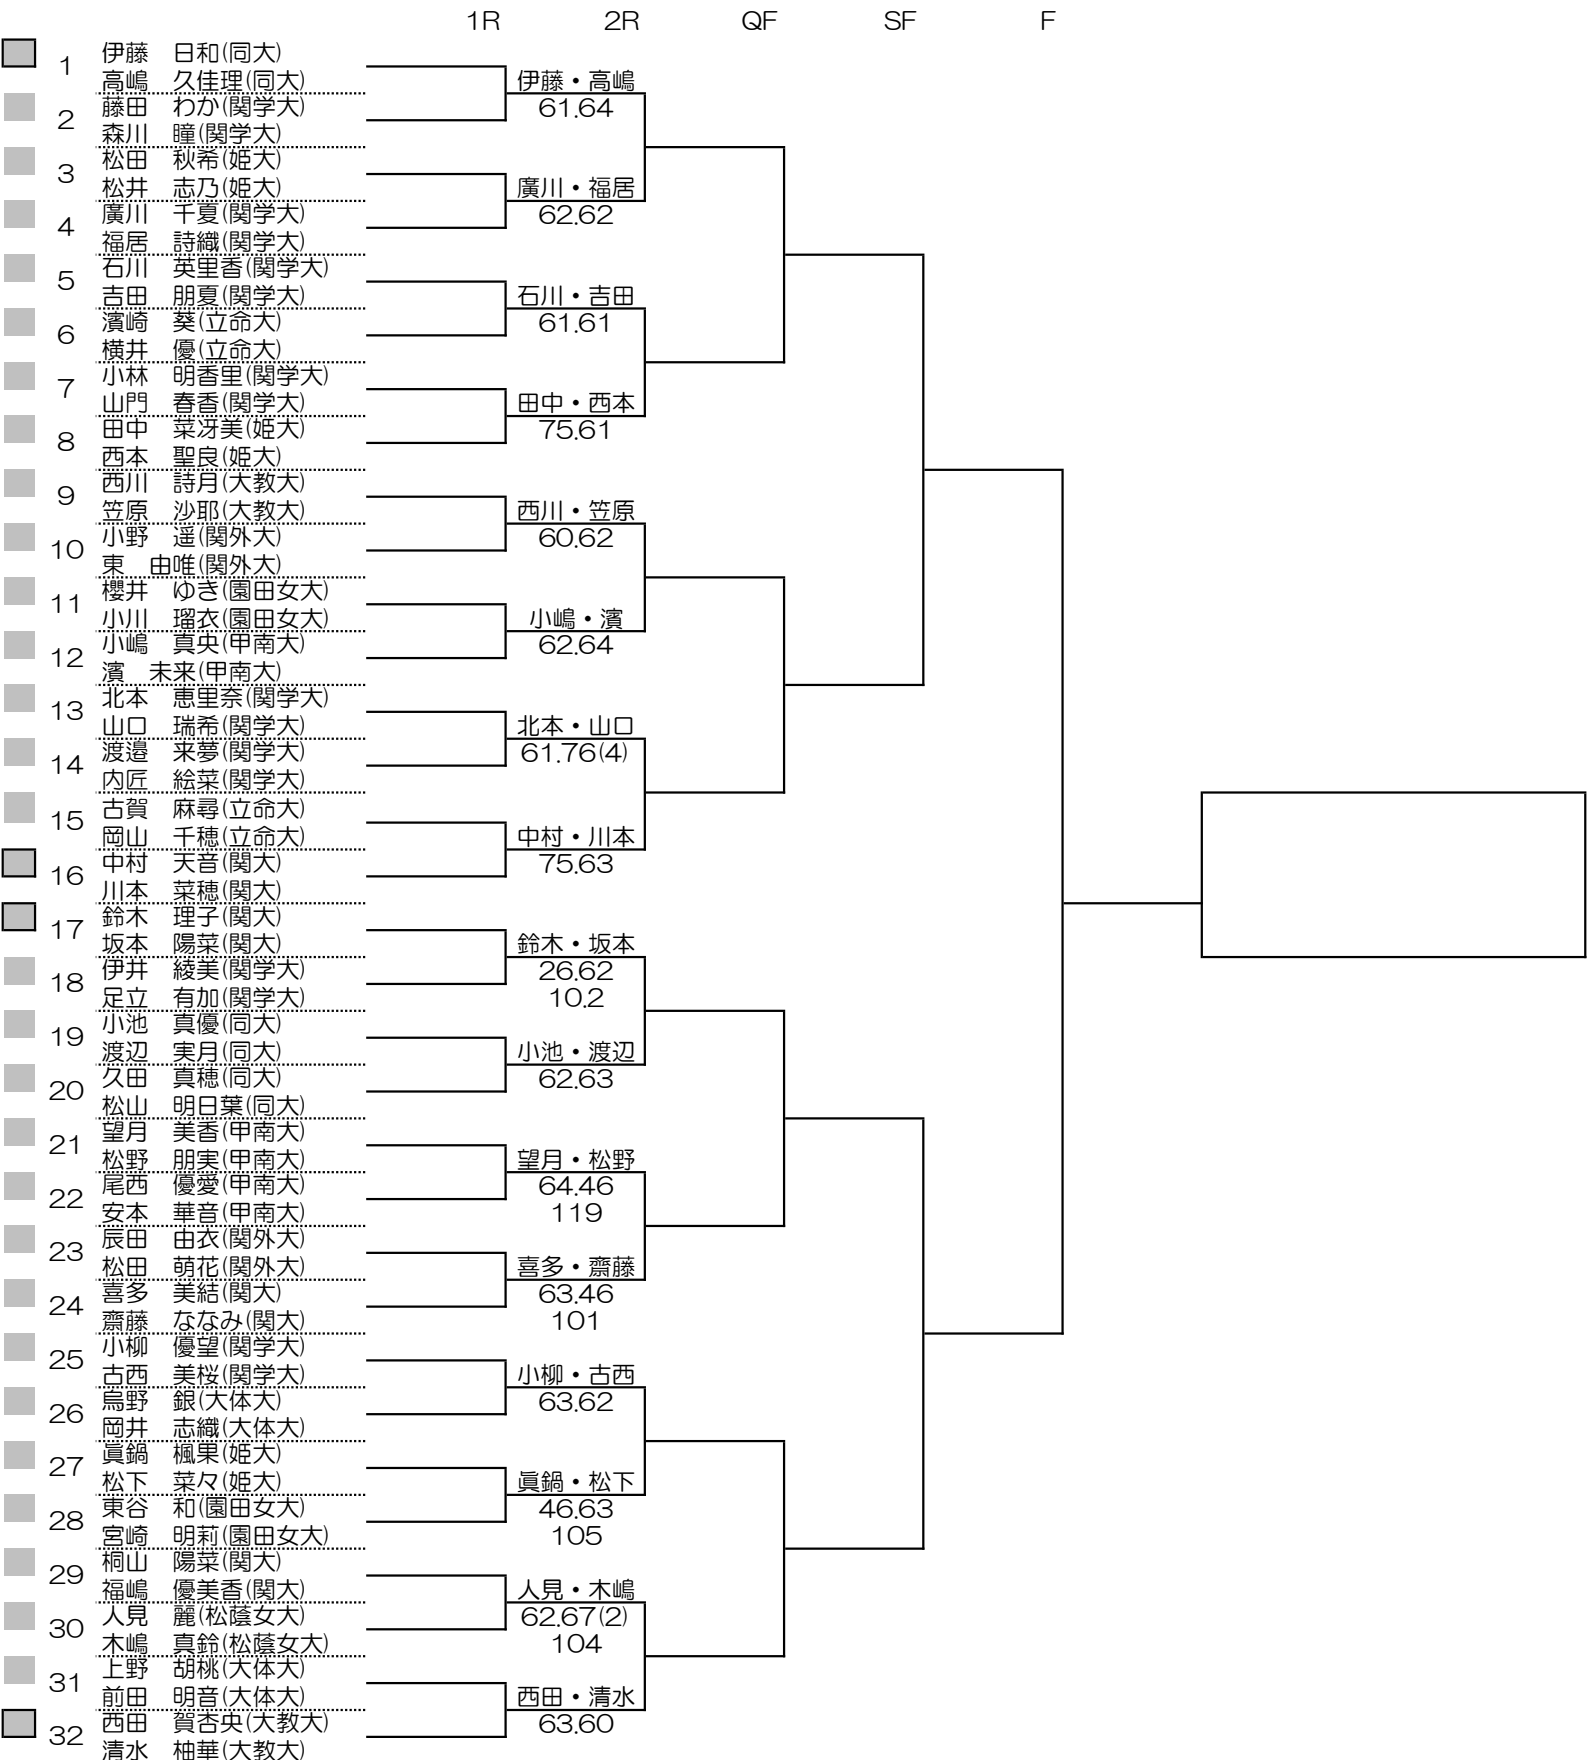 1R 2R QF SF F
1 伊藤 日和(同大)
高嶋 久佳理(同大)
伊藤・高嶋
2 藤田 わか(関学大)
61.64
森川 瞳(関学大)
3 松田 秋希(姫大)
松井 志乃(姫大)
廣川・福居
4 廣川 千夏(関学大)
62.62
福居 詩織(関学大)
5 石川 英里香(関学大)
吉田 朋夏(関学大)
石川・吉田
6 濱崎 葵(立命大)
61.61
横井 優(立命大)
7 小林 明香里(関学大)
山門 春香(関学大)
田中・西本
8 田中 菜冴美(姫大)
75.61
西本 聖良(姫大)
9 西川 詩月(大教大)
笠原 沙耶(大教大)
西川・笠原
10 小野 遥(関外大)
60.62
東 由唯(関外大)
11 櫻井 ゆき(園田女大)
小川 瑠衣(園田女大)
小嶋・濱
12 小嶋 真央(甲南大)
62.64
濱 未来(甲南大)
13 北本 恵里奈(関学大)
山口 瑞希(関学大)
北本・山口
14 渡邉 来夢(関学大)
61.76(4)
内匠 絵菜(関学大)
15 古賀 麻尋(立命大)
岡山 千穂(立命大)
中村・川本
16 中村 天音(関大)
75.63
川本 菜穂(関大)
17 鈴木 理子(関大)
坂本 陽菜(関大)
鈴木・坂本
18 伊井 綾美(関学大)
26.62
足立 有加(関学大)
10.2
19 小池 真優(同大)
渡辺 実月(同大)
小池・渡辺
20 久田 真穂(同大)
62.63
松山 明日葉(同大)
21 望月 美香(甲南大)
松野 朋実(甲南大)
望月・松野
22 尾西 優愛(甲南大)
64.46
安本 華音(甲南大)
119
23 辰田 由衣(関外大)
松田 萌花(関外大)
喜多・齋藤
24 喜多 美結(関大)
63.46
齋藤 ななみ(関大)
101
25 小柳 優望(関学大)
古西 美桜(関学大)
小柳・古西
26 烏野 銀(大体大)
63.62
岡井 志織(大体大)
27 眞鍋 楓果(姫大)
松下 菜々(姫大)
眞鍋・松下
28 東谷 和(園田女大)
46.63
宮崎 明莉(園田女大)
105
29 桐山 陽菜(関大)
福嶋 優美香(関大)
人見・木嶋
30 人見 麗(松蔭女大)
62.67(2)
木嶋 真鈴(松蔭女大)
104
31 上野 胡桃(大体大)
前田 明音(大体大)
西田・清水
32 西田 賀杏央(大教大)
63.60
清水 柚華(大教大)